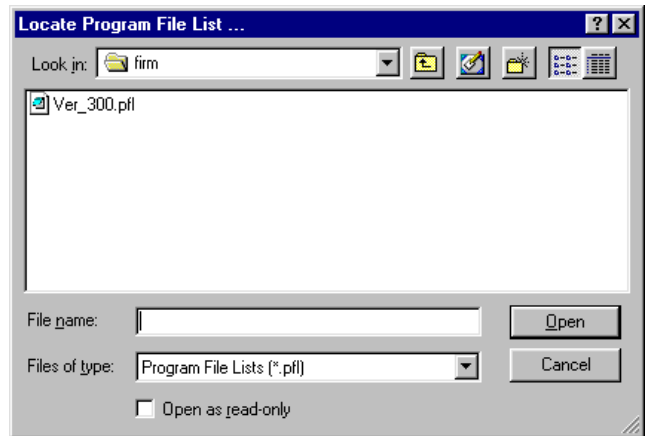 Locate Program File List ...
Look in: firm
Ver_300.pfl
File name: Open
Files of type: Program File Lists (*.pfl) Cancel
Open as read-only